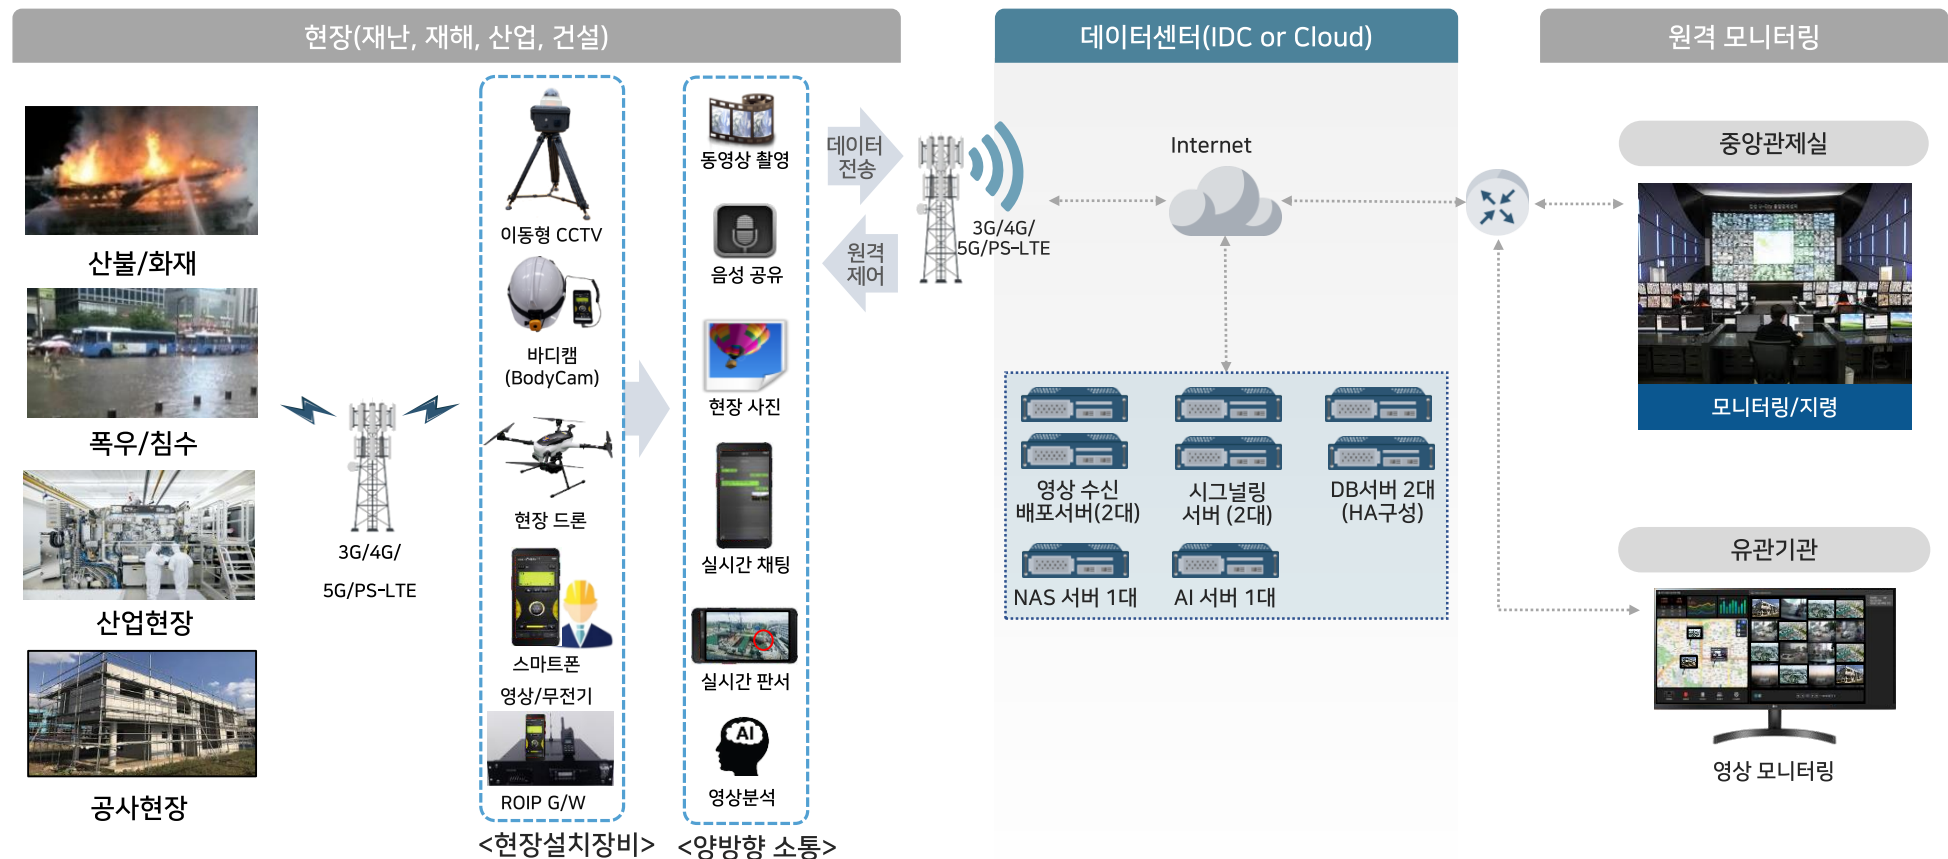 현장(재난, 재해, 산업, 건설)
데이터센터(IDC or Cloud)
원격 모니터링
산불/화재
폭우/침수
산업현장
공사현장
3G/4G/
5G/PS-LTE
이동형 CCTV
바디캠
(BodyCam)
현장 드론
스마트폰
영상/무전기
ROIP G/W
<현장설치장비>
동영상 촬영
음성 공유
현장 사진
실시간 채팅
실시간 판서
AI
영상분석
<양방향 소통>
데이터
전송
원격
제어
3G/4G/
5G/PS-LTE
Internet
영상 수신
배포서버(2대)
시그널링
서버 (2대)
DB서버 2대
(HA구성)
NAS 서버 1대
AI 서버 1대
중앙관제실
모니터링/지령
유관기관
영상 모니터링